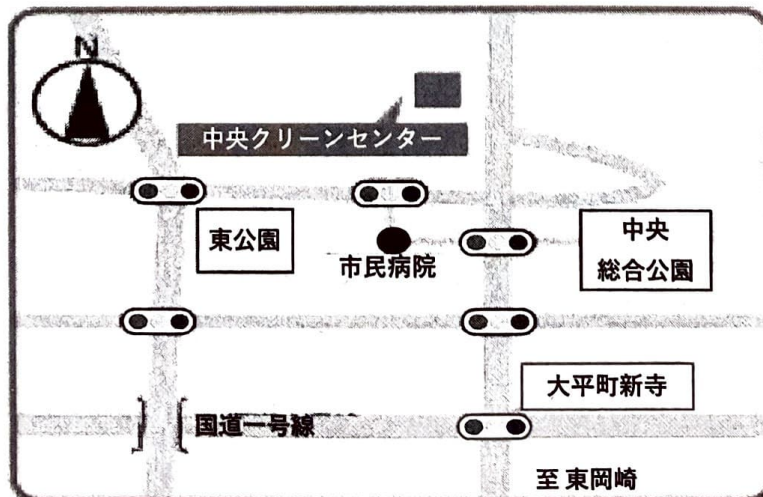 N
中央クリーンセンター
東公園
市民病院
中央
総合公園
大平町新寺
国道一号線
至 東岡崎